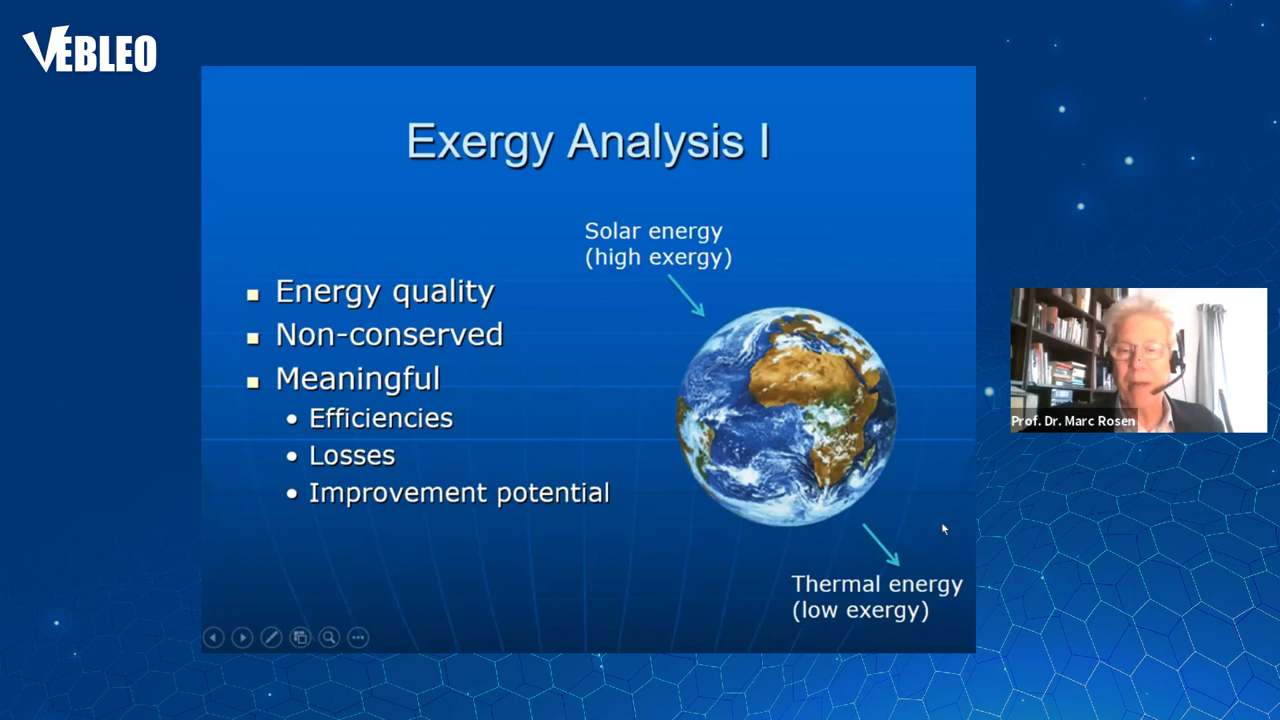 VEBLEO
Exergy Analysis I
Solar energy
(high exergy)
Energy quality
Non-conserved
Meaningful
Efficiencies
Losses
Improvement potential
Thermal energy
(low exergy)
Prof. Dr. Marc Rosen